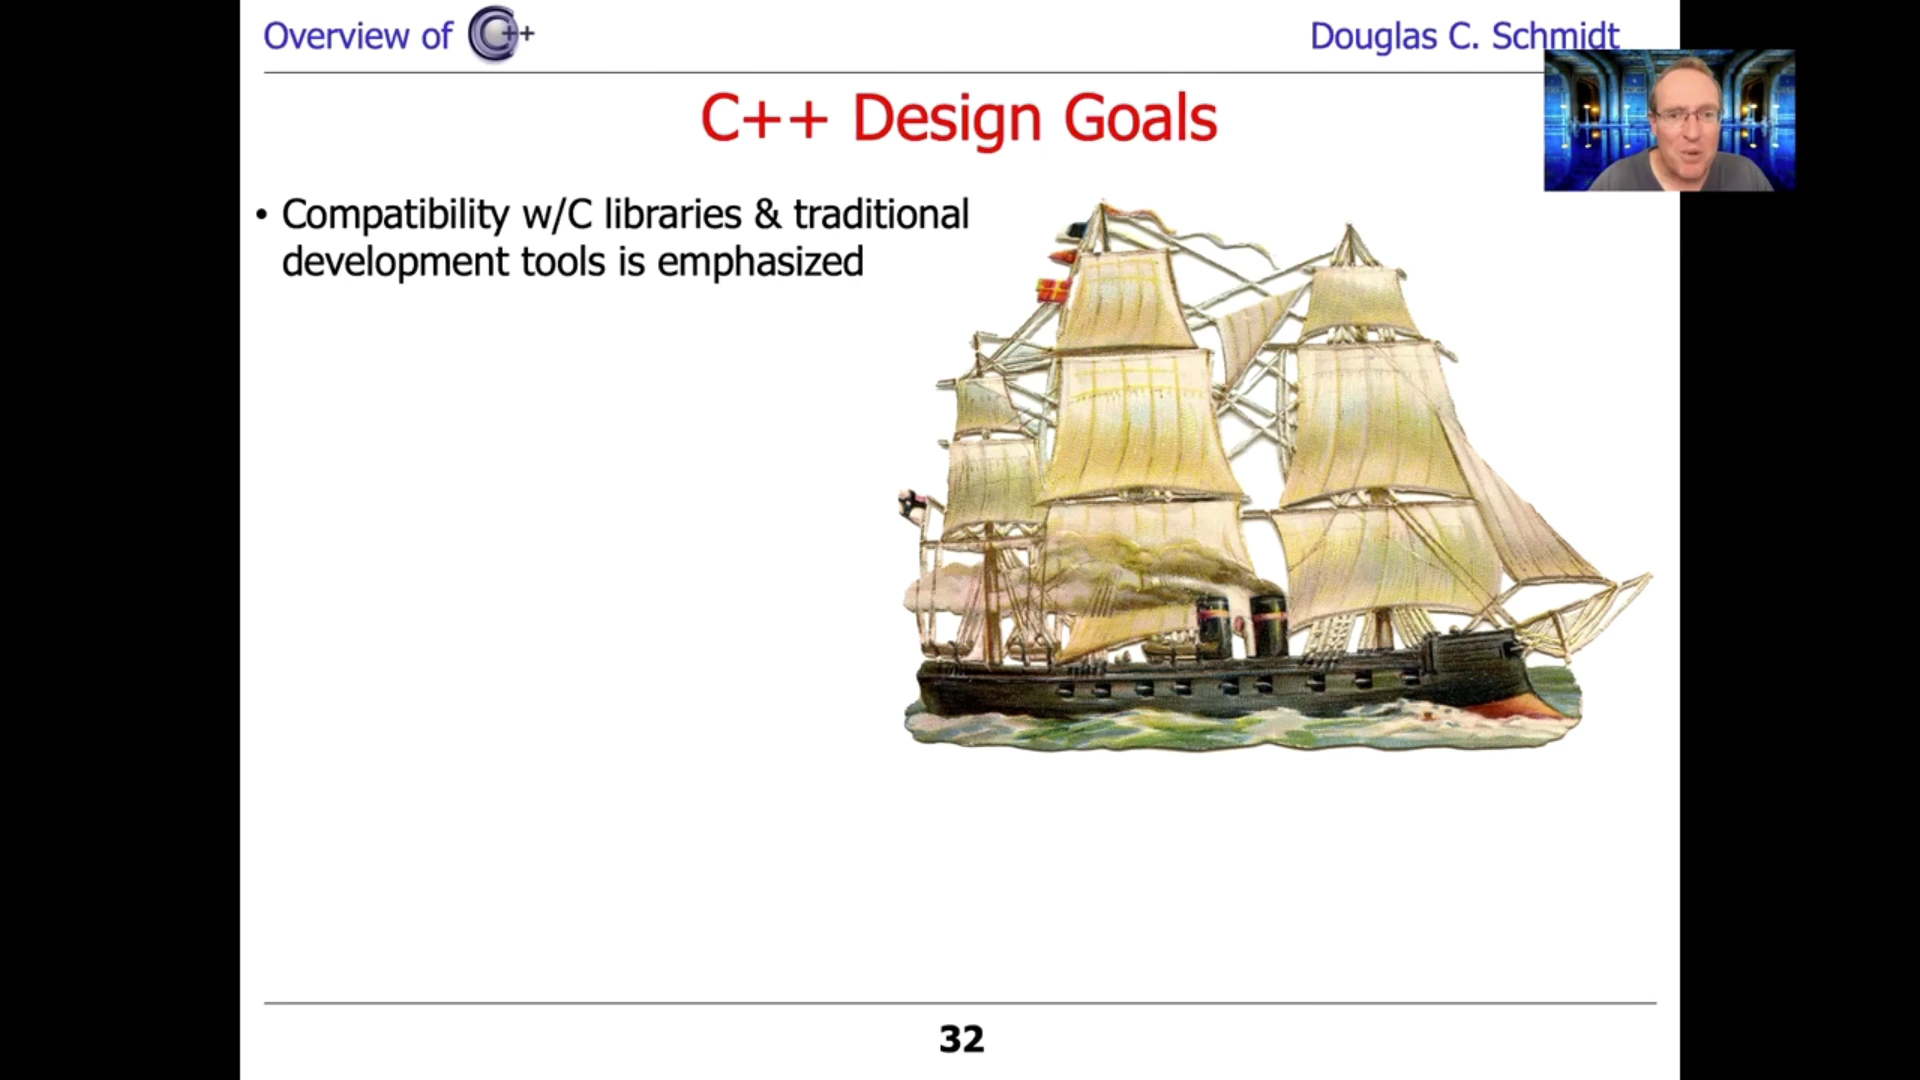 Overview of C++
Douglas C. Schmidt
C++ Design Goals
• Compatibility w/C libraries & traditional
development tools is emphasized
32